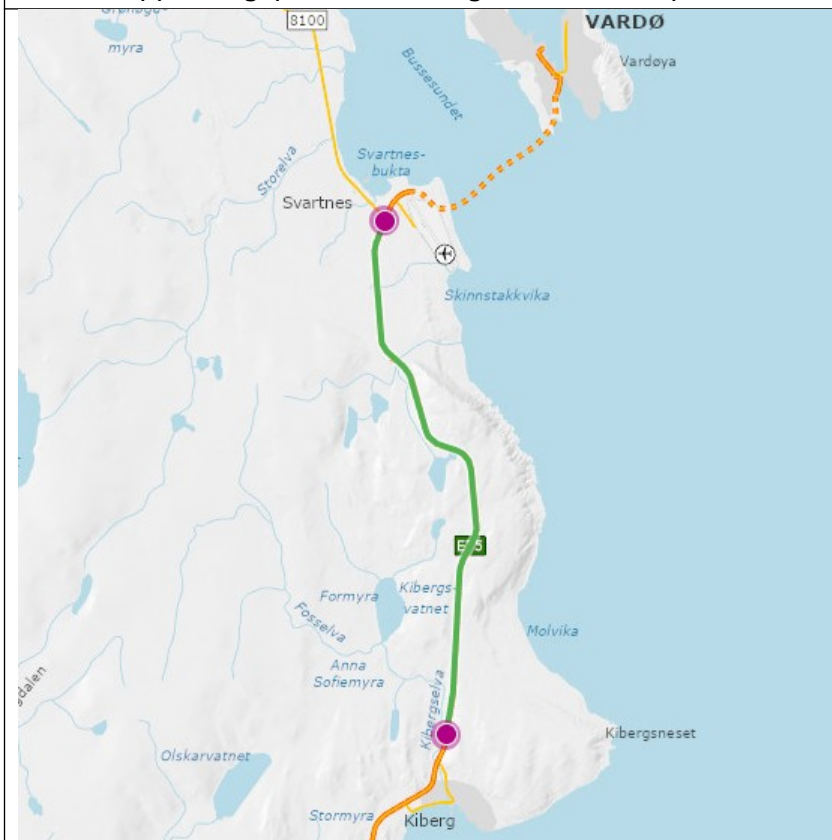 8100
VARDØ
myra
Vardøya
Bussesundet
Svartnes-
bukta
Storelva
Svartnes
Skinnstakkvika
Kibergs-
vatnet
Formyra
Fosselva
Molvika
Anna
Sofiemyra
gdalen
Kibergselva
Kibergsneset
Olskarvatnet
Stormyra
Kiberg